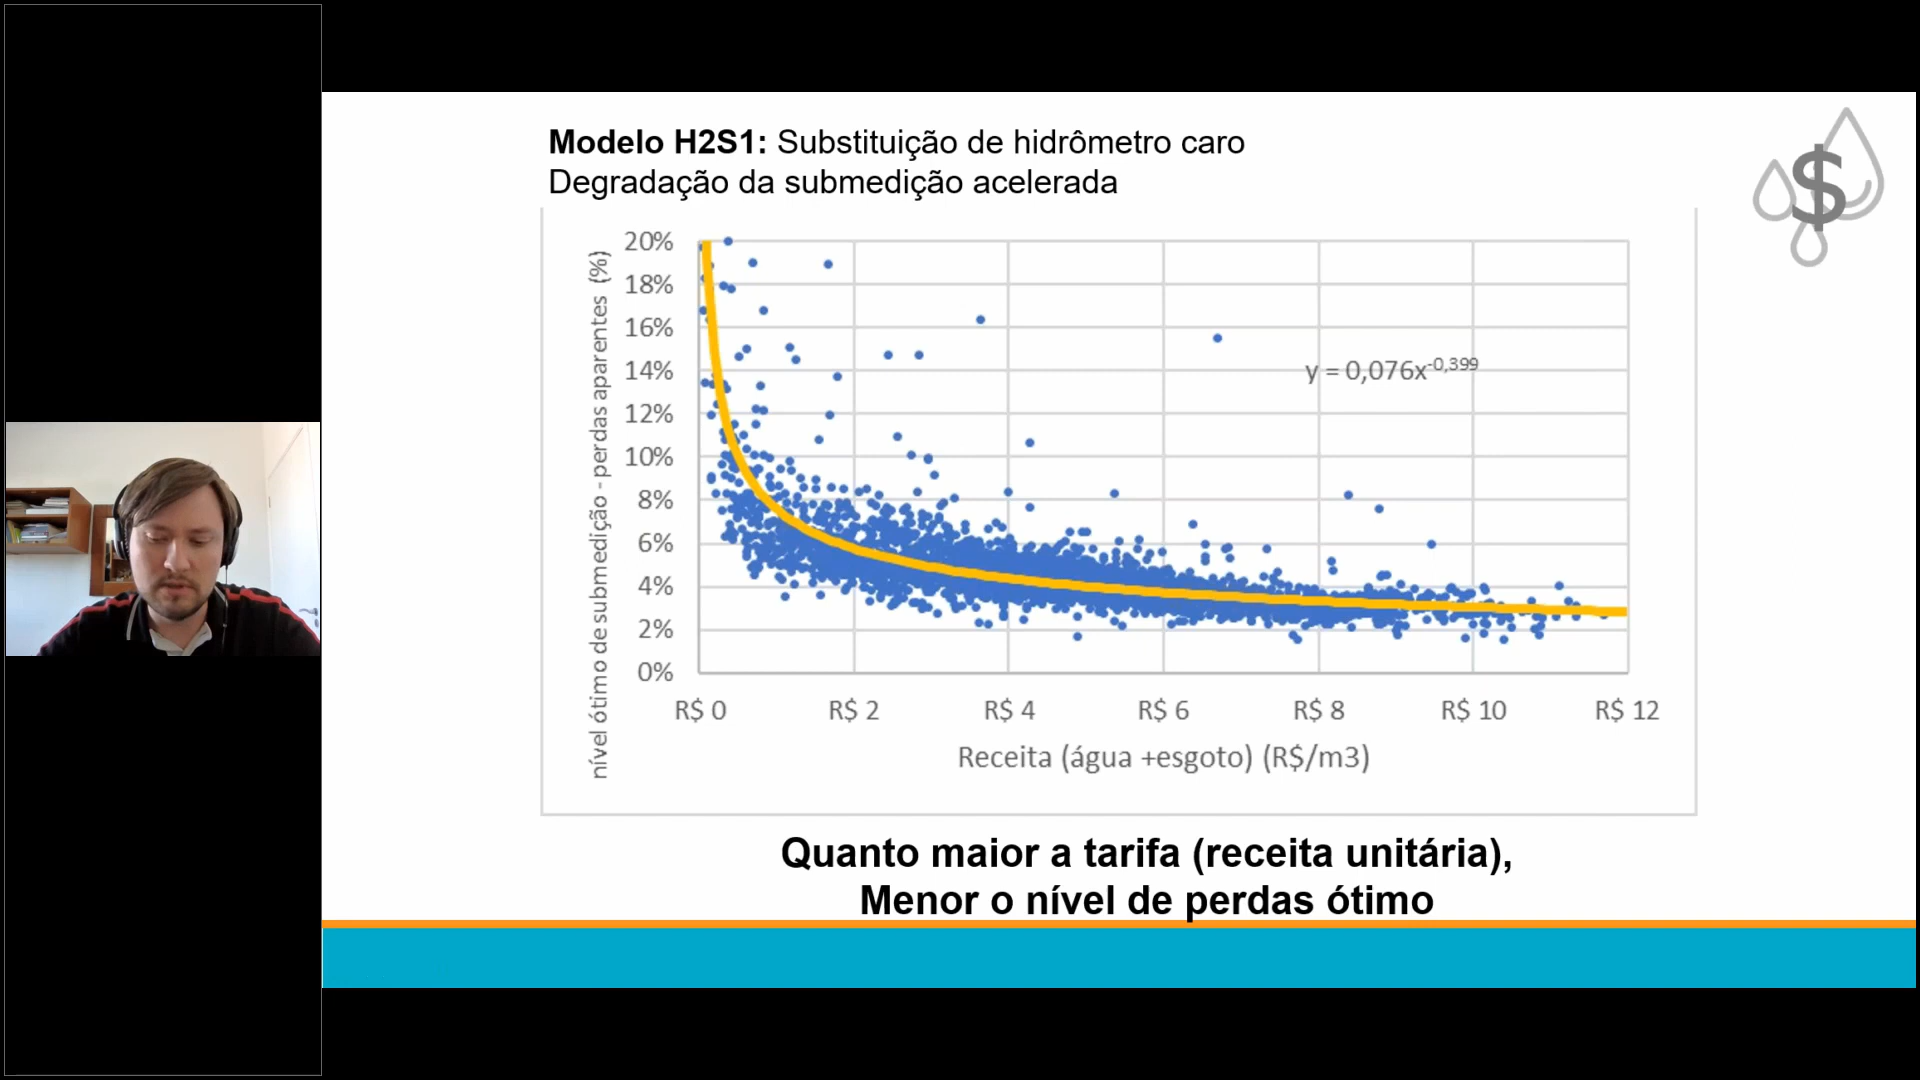 Modelo H2S1: Substituição de hidrômetro caro
Degradação da submedição acelerada
$
nível ótimo de submedição - perdas aparentes (%)
20%
18%
16%
14%
12%
10%
8%
6%
4%
2%
0%
y = 0,076x^-0,399
R$ 0 R$ 2 R$ 4 R$ 6 R$ 8 R$ 10 R$ 12
Receita (água +esgoto) (R$/m3)
Quanto maior a tarifa (receita unitária),
Menor o nível de perdas ótimo